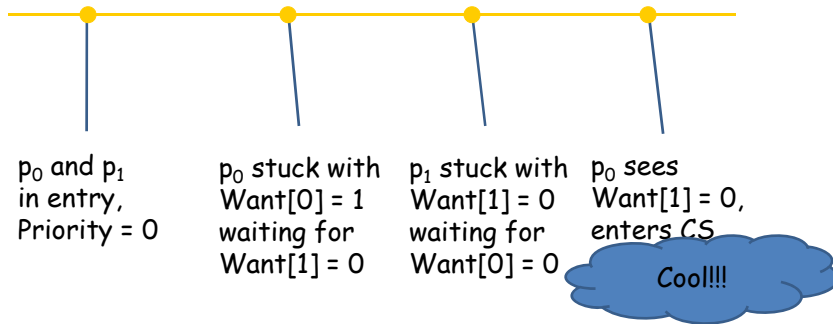 p₀ and p₁
in entry,
Priority = 0
p₀ stuck with
Want[0] = 1
waiting for
Want[1] = 0
p₁ stuck with
Want[1] = 0
waiting for
Want[0] = 0
p₀ sees
Want[1] = 0,
enters CS
Cool!!!